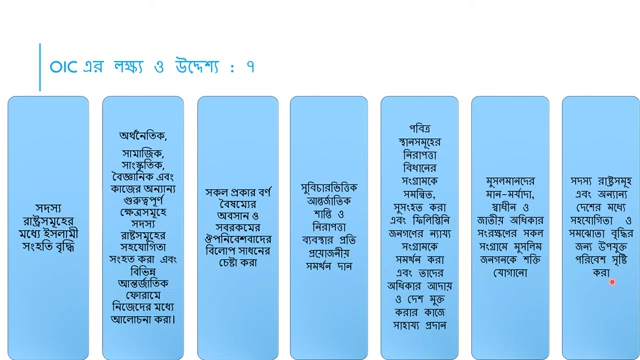 OIC এর লক্ষ্য ও উদ্দেশ্য : ৭
সদস্য
রাষ্ট্রসমূহের
মধ্যে ইসলামী
সংহতি বৃদ্ধি
অর্থনৈতিক,
সামাজিক,
সাংস্কৃতিক,
বৈজ্ঞানিক এবং
কাজের অন্যান্য
গুরুত্বপূর্ণ
ক্ষেত্রসমূহে
সদস্য
রাষ্ট্রসমূহের
সহযোগিতা
সংহত করা এবং
বিভিন্ন
আন্তর্জাতিক
ফোরামে
নিজেদের মধ্যে
আলোচনা করা।
সকল প্রকার বর্ণ
বৈষম্যের
অবসান ও
সবরকমের
ঔপনিবেশবাদের
বিলোপ সাধনের
চেষ্টা করা
সুবিচারভিত্তিক
আন্তর্জাতিক
শান্তি ও
নিরাপত্তা
ব্যবস্থার প্রতি
প্রয়োজনীয়
সমর্থন দান
পবিত্র
স্থানসমূহের
নিরাপত্তা
বিধানের
সংগ্রামকে
সমন্বিত,
সুসংহত করা
এবং ফিলিস্তিনি
জনগণের ন্যায্য
সংগ্রামকে
সমর্থন করা
এবং তাদের
অধিকার আদায়
ও দেশ মুক্ত
করার কাজে
সাহায্য প্রদান
মুসলমানদের
মান-মর্যাদা,
স্বাধীন ও
জাতীয় অধিকার
সংরক্ষণের সকল
সংগ্রামে মুসলিম
জনগনকে শক্তি
যোগানো
সদস্য রাষ্ট্রসমূহ
এবং অন্যান্য
দেশের মধ্যে
সহযোগিতা ও
সমঝোতা বৃদ্ধির
জন্য উপযুক্ত
পরিবেশ সৃষ্টি
করা